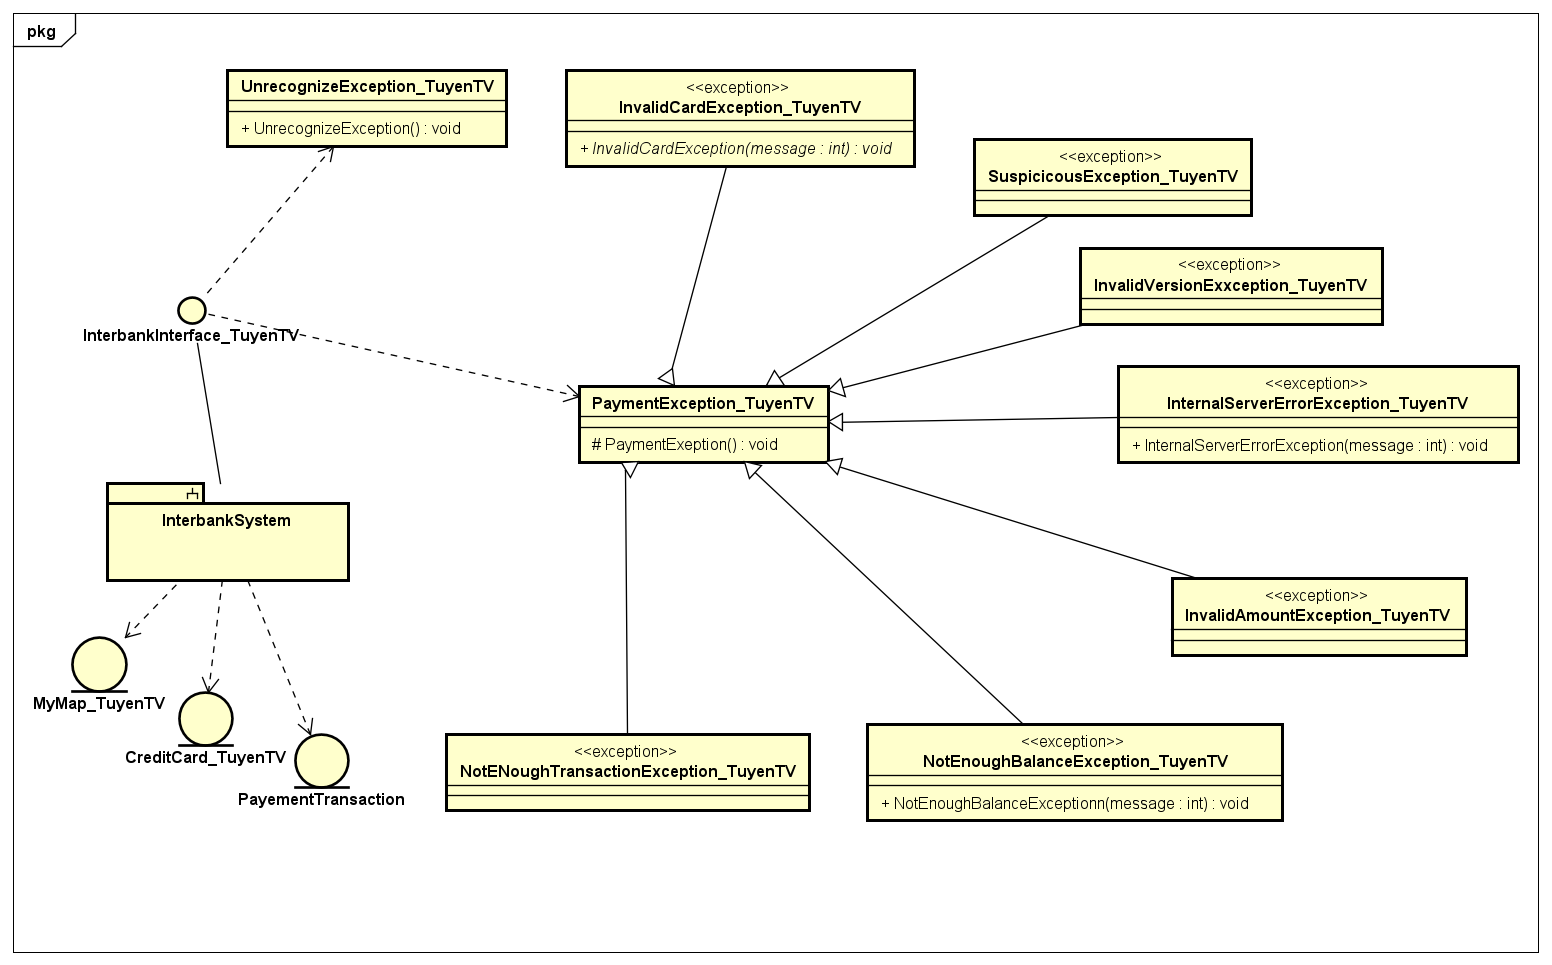 pkg
UnrecognizeException_TuyenTV
+ UnrecognizeException() : void
<<exception>>
InvalidCardException_TuyenTV
+ InvalidCardException(message : int) : void
<<exception>>
SuspicicousException_TuyenTV
<<exception>>
InvalidVersionExxception_TuyenTV
InterbankInterface_TuyenTV
<<exception>>
InternalServerErrorException_TuyenTV
+ InternalServerErrorException(message : int) : void
PaymentException_TuyenTV
# PaymentExeption() : void
InterbankSystem
<<exception>>
InvalidAmountException_TuyenTV
MyMap_TuyenTV
CreditCard_TuyenTV
PayementTransaction
<<exception>>
NotENoughTransactionException_TuyenTV
<<exception>>
NotEnoughBalanceException_TuyenTV
+ NotEnoughBalanceExceptionn(message : int) : void